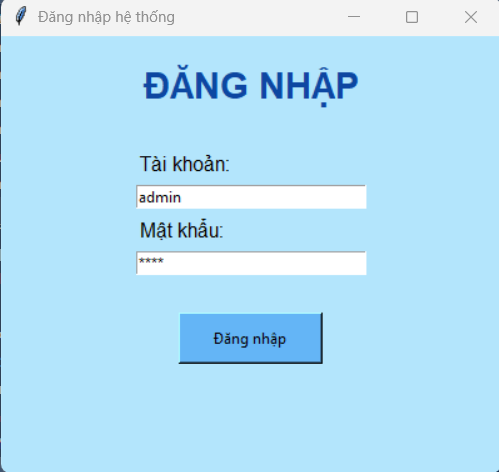 Đăng nhập hệ thống
ĐĂNG NHẬP
Tài khoản:
admin
Mật khẩu:
****
Đăng nhập